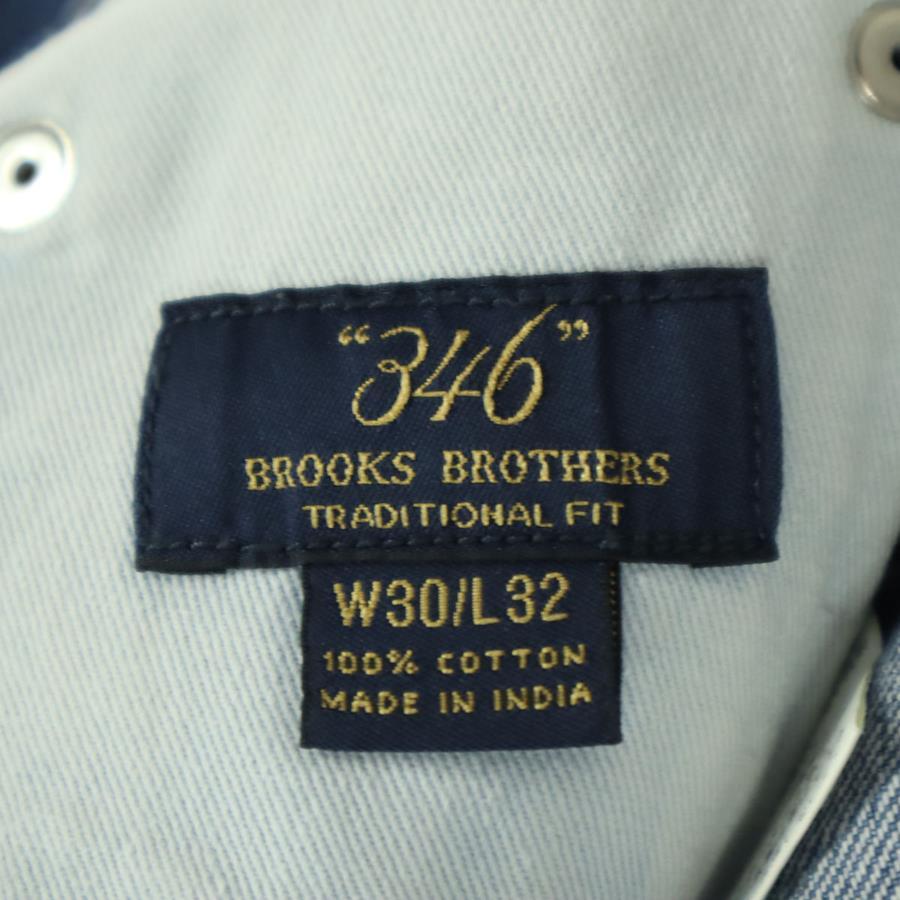 “346”
BROOKS BROTHERS
TRADITIONAL FIT
W30/L32
100% COTTON
MADE IN INDIA